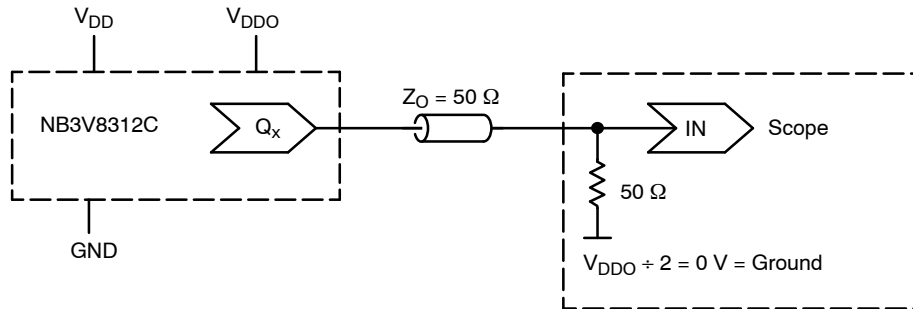 V_DD
V_DDO
Z_O = 50 Ω
NB3V8312C
Q_x
IN
Scope
50 Ω
GND
V_DDO ÷ 2 = 0 V = Ground